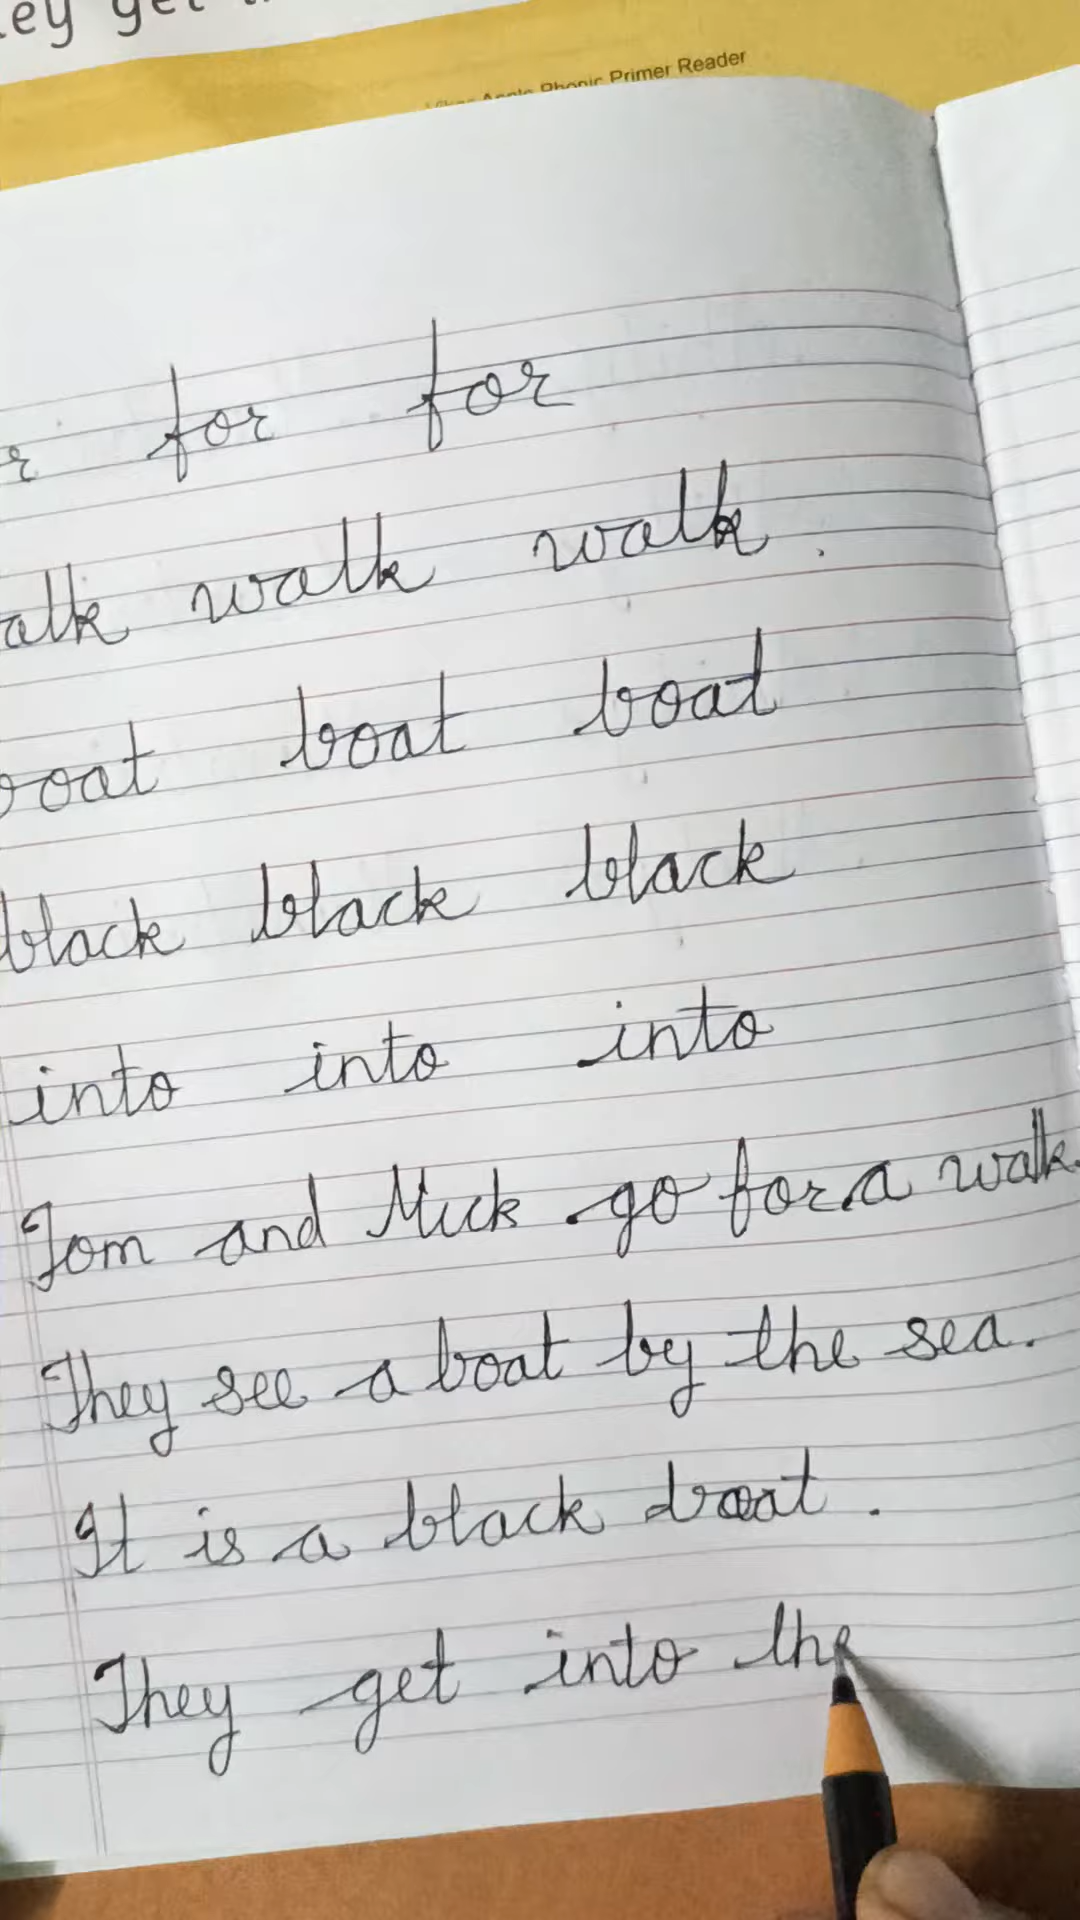 ey get
Phonic Primer Reader
r for for
alk walk walk .
oat boat boat
black black black
into into into
Tom and Mick go for a walk.
They see a boat by the sea.
It is a black boat .
They get into the